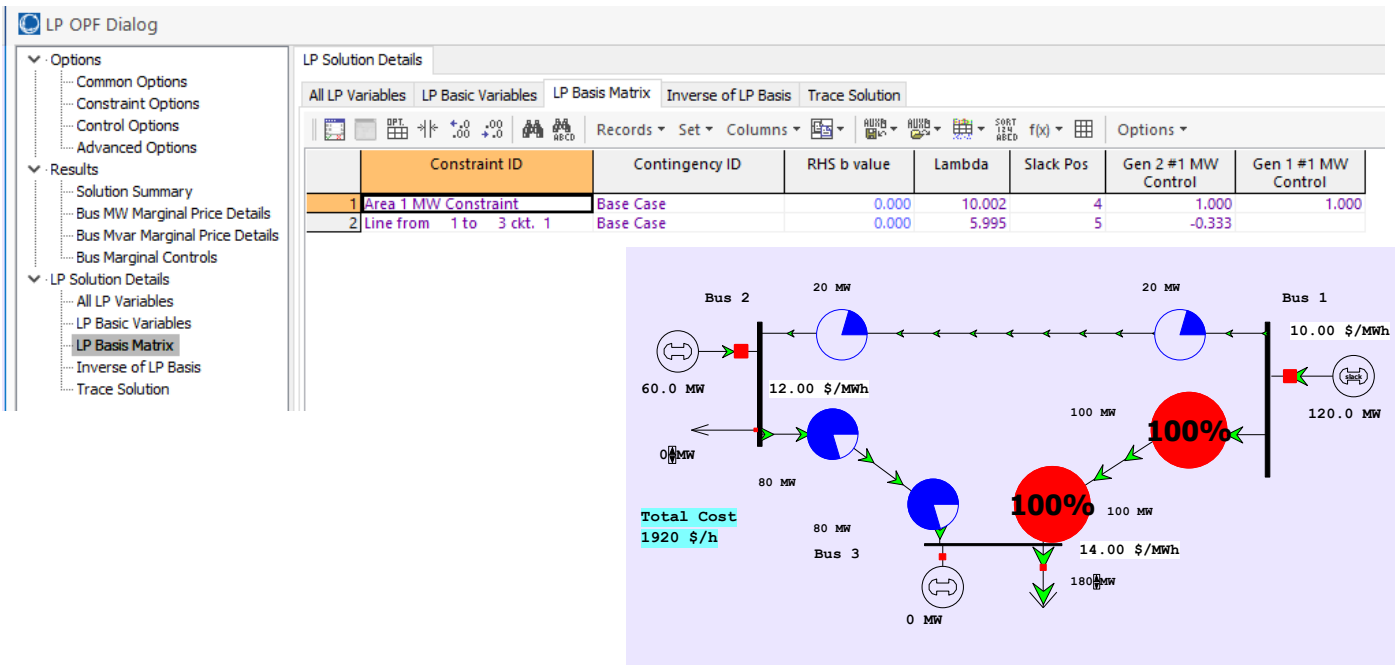 LP OPF Dialog
Options
Common Options
Constraint Options
Control Options
Advanced Options
Results
Solution Summary
Bus MW Marginal Price Details
Bus Mvar Marginal Price Details
Bus Marginal Controls
LP Solution Details
All LP Variables
LP Basic Variables
LP Basis Matrix
Inverse of LP Basis
Trace Solution
LP Solution Details
All LP Variables LP Basic Variables LP Basis Matrix Inverse of LP Basis Trace Solution
Records Set Columns f(x) Options
Constraint ID Contingency ID RHS b value Lambda Slack Pos Gen 2 #1 MW Control Gen 1 #1 MW Control
1 Area 1 MW Constraint Base Case 0.000 10.002 4 1.000 1.000
2 Line from 1 to 3 ckt. 1 Base Case 0.000 5.995 5 -0.333
20 MW 20 MW
Bus 2 Bus 1
10.00 $/MWh
slack
60.0 MW 12.00 $/MWh
100 MW 120.0 MW
100%
0 MW
80 MW
100% 100 MW
Total Cost
1920 $/h
80 MW
Bus 3 14.00 $/MWh
180 MW
0 MW